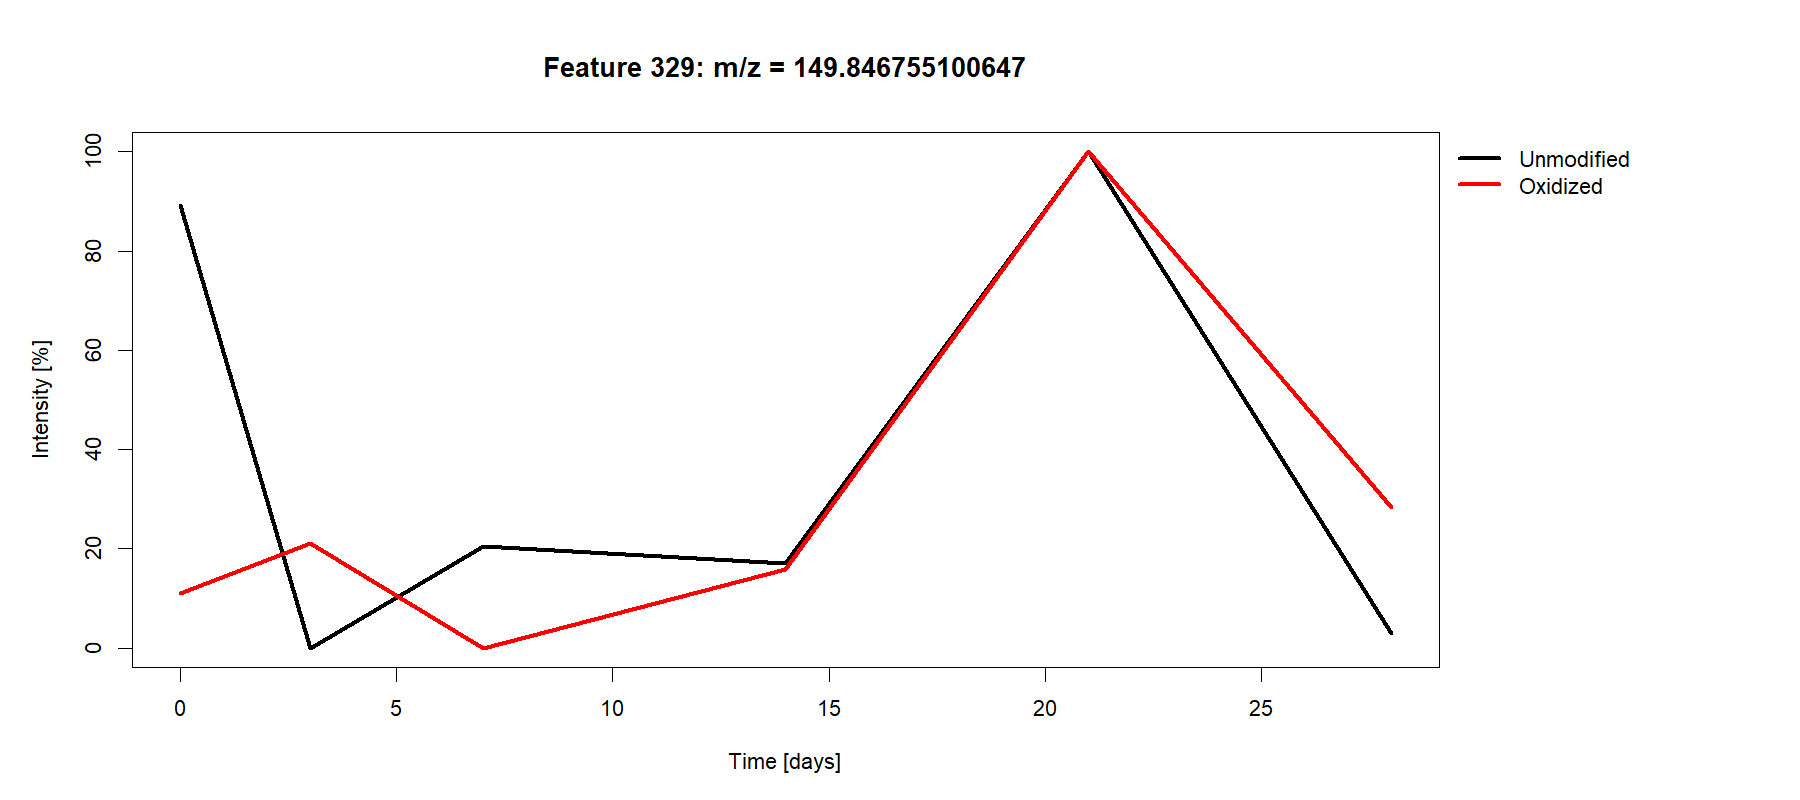 Feature 329: m/z = 149.846755100647
Unmodified
Oxidized
Intensity [%]
100
80
60
40
20
0
0 5 10 15 20 25
Time [days]